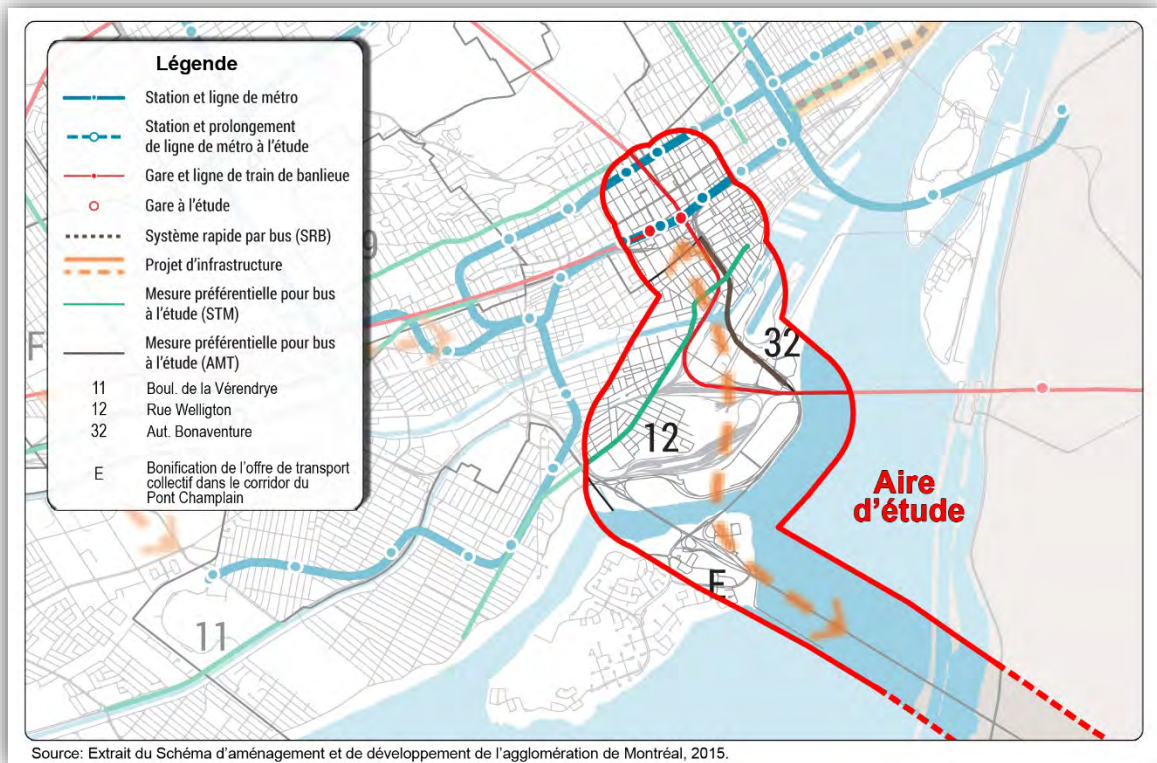 Légende
Station et ligne de métro
Station et prolongement
de ligne de métro à l'étude
Gare et ligne de train de banlieue
Gare à l'étude
Système rapide par bus (SRB)
Projet d'infrastructure
Mesure préférentielle pour bus
à l'étude (STM)
Mesure préférentielle pour bus
à l'étude (AMT)
11 Boul. de la Vérendrye
12 Rue Welligton
32 Aut. Bonaventure
E Bonification de l'offre de transport
collectif dans le corridor du
Pont Champlain
F
9
32
12
Aire
d'étude
E
11
Source: Extrait du Schéma d'aménagement et de développement de l'agglomération de Montréal, 2015.